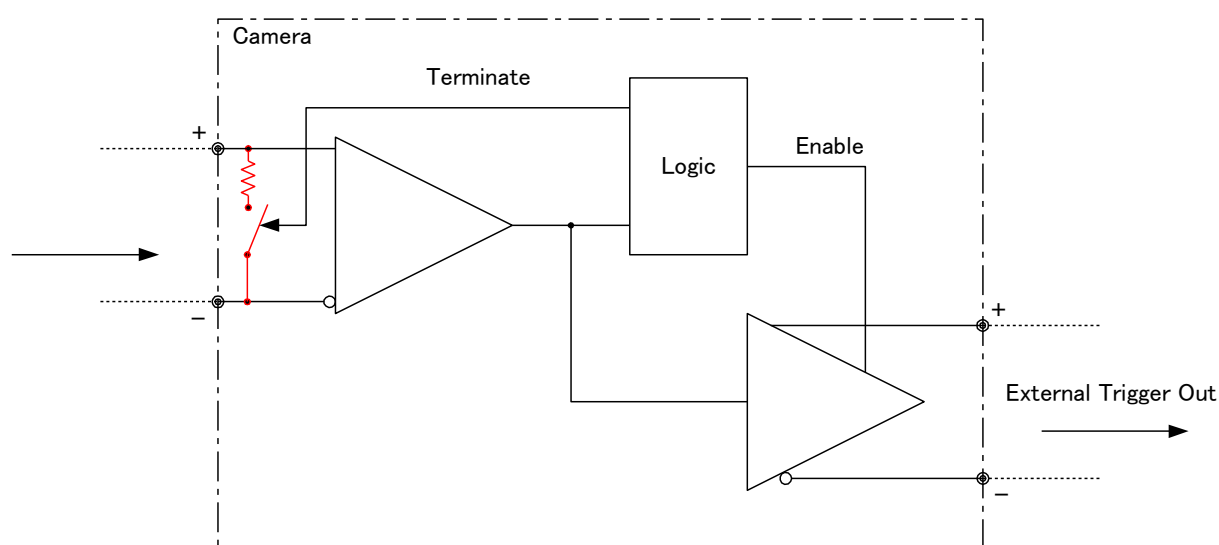 Camera
Terminate
+
Enable
Logic
−
+
External Trigger Out
−